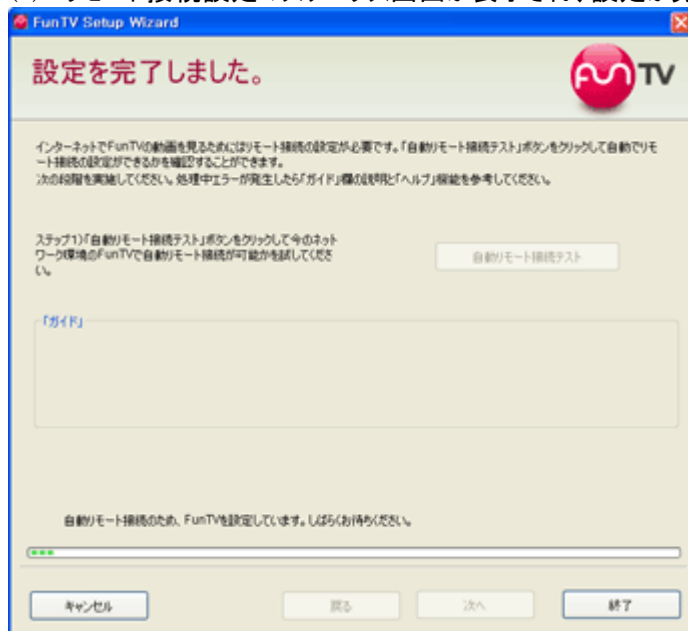 FunTV Setup Wizard
設定を完了しました。
FUN TV
インターネットでFunTVの動画を見るためにはリモート接続の設定が必要です。「自動リモート接続テスト」ボタンをクリックして自動でリモ
ート接続の設定ができるかを確認することができます。
次の段階を実施してください。処理中エラーが発生したら「ガイド」欄の説明と「ヘルプ」機能を参考してください。
ステップ1)「自動リモート接続テスト」ボタンをクリックして今のネット
ワーク環境のFunTVで自動リモート接続が可能かを試してくださ
い。
自動リモート接続テスト
「ガイド」
自動リモート接続のため、FunTVを設定しています。しばらくお待ちください。
キャンセル
戻る
次へ
終了